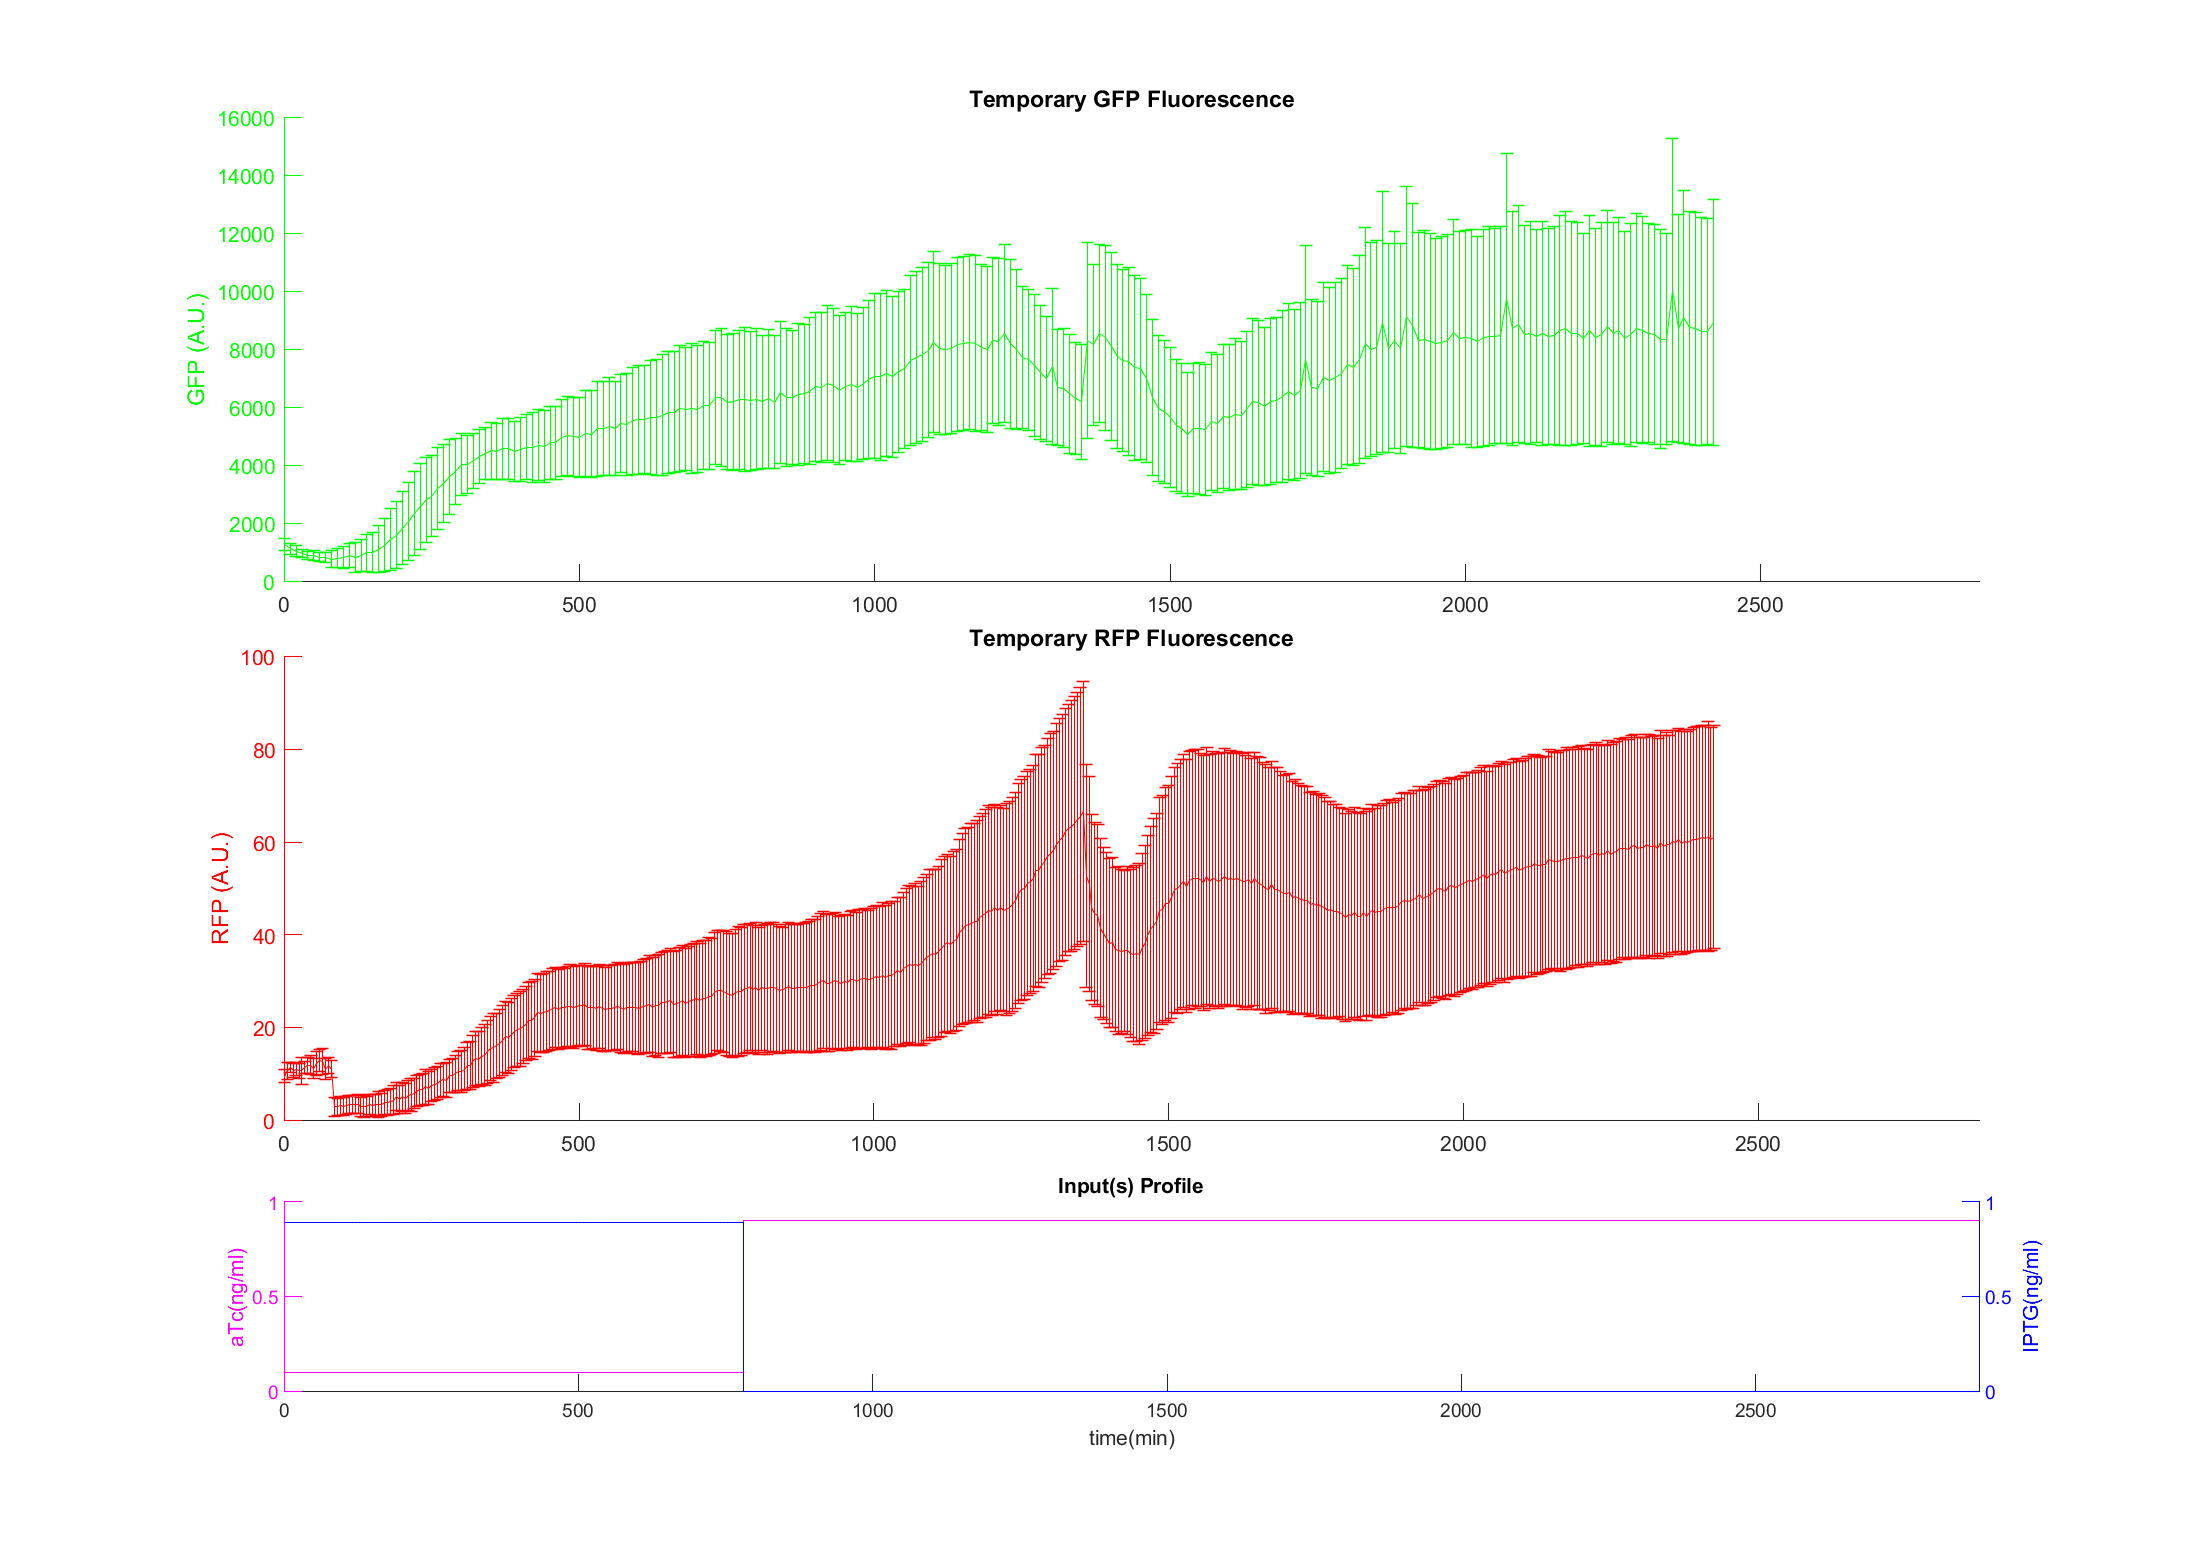 Temporary GFP Fluorescence
16000
14000
12000
10000
8000
6000
4000
2000
0
GFP (A.U.)
0 500 1000 1500 2000 2500
Temporary RFP Fluorescence
100
80
60
40
20
0
RFP (A.U.)
0 500 1000 1500 2000 2500
Input(s) Profile
1
0.5
0
aTc(ng/ml)
1
0.5
0
IPTG(ng/ml)
0 500 1000 1500 2000 2500
time(min)